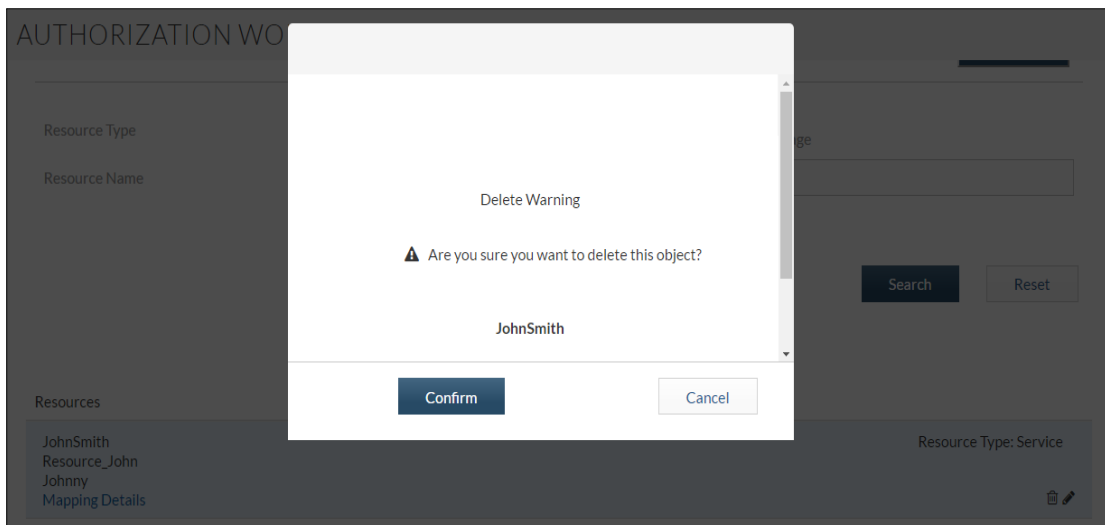 AUTHORIZATION WO
Resource Type
ge
Resource Name
Delete Warning
Are you sure you want to delete this object?
Search
Reset
JohnSmith
Confirm
Cancel
Resources
JohnSmith
Resource Type: Service
Resource_John
Johnny
Mapping Details